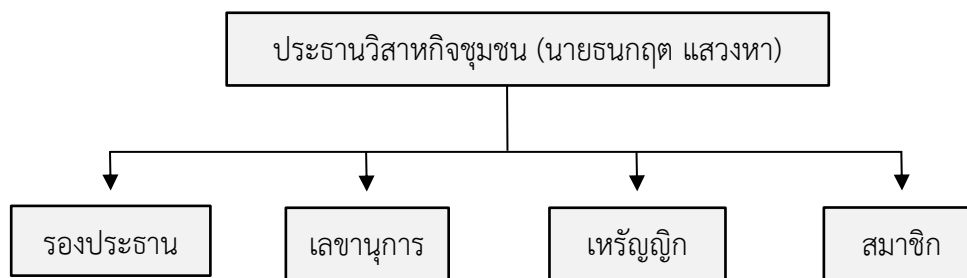 ประธานวิสาหกิจชุมชน (นายธนกฤต แสวงหา)
รองประธาน
เลขานุการ
เหรัญญิก
สมาชิก